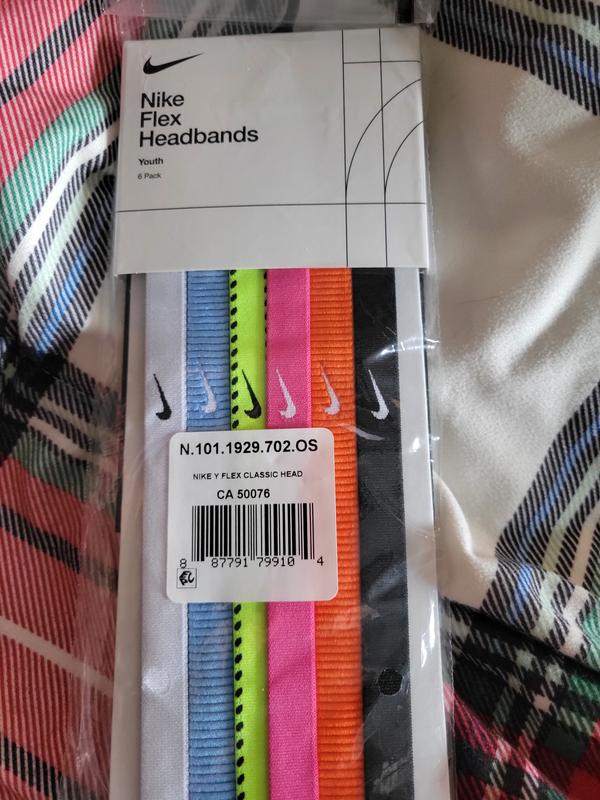 Nike
Flex
Headbands
Youth
6 Pack
N.101.1929.702.OS
NIKE Y FLEX CLASSIC HEAD
CA 50076
8 87791 79910 4